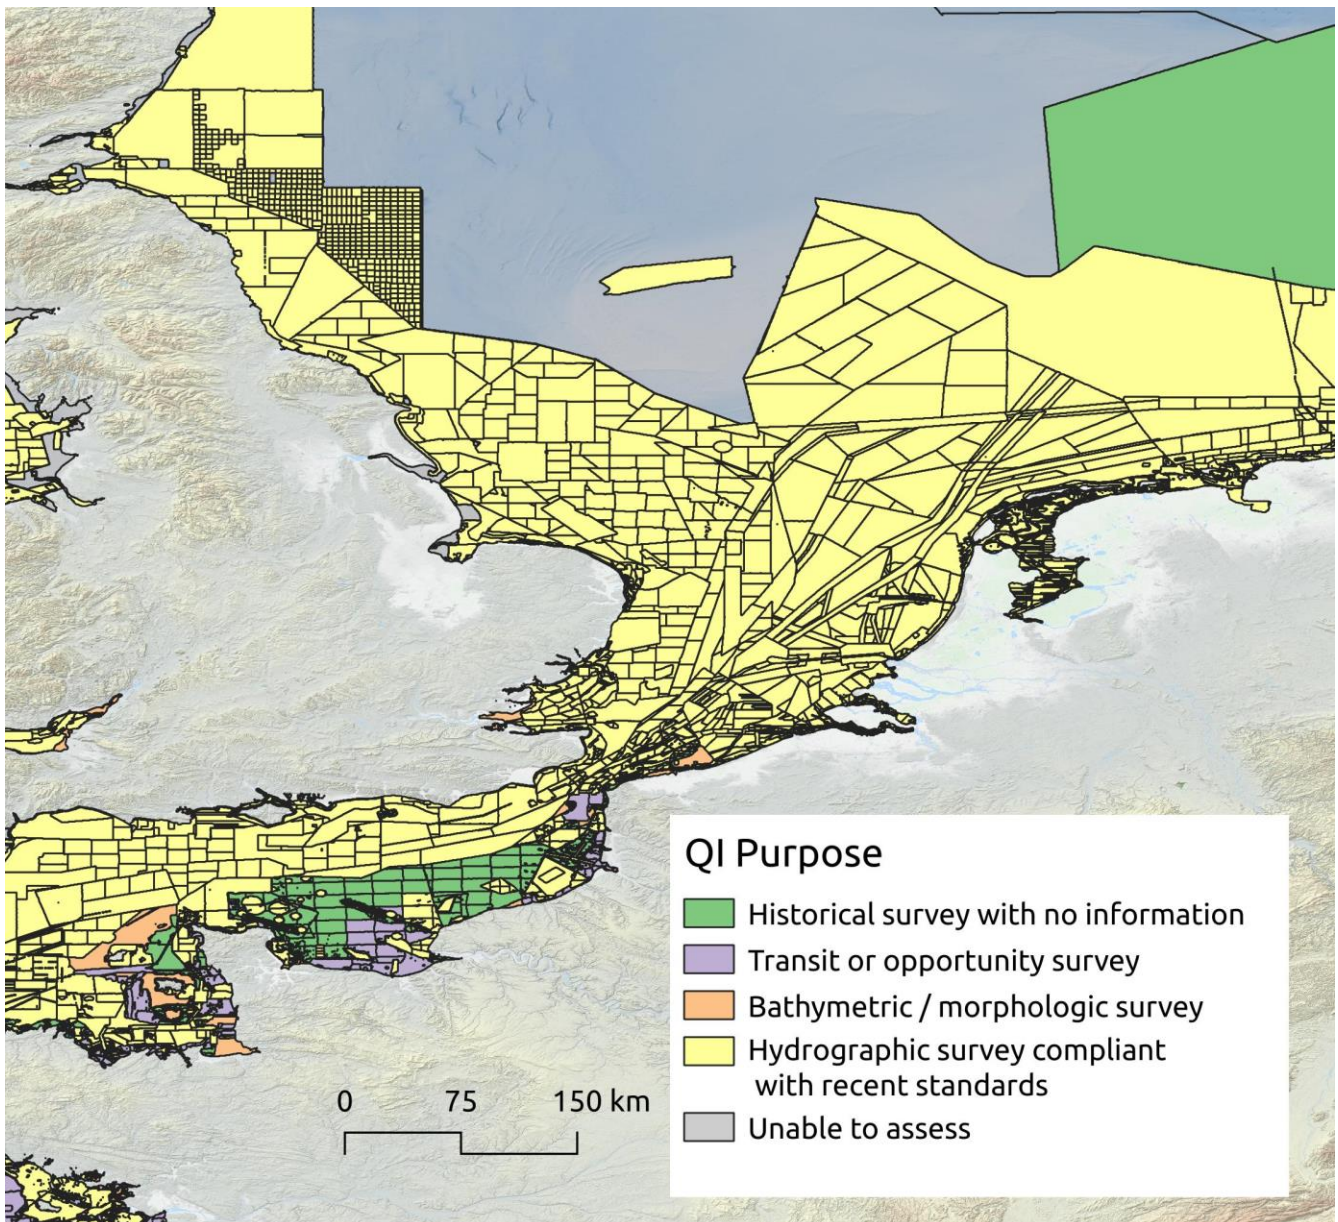 QI Purpose
Historical survey with no information
Transit or opportunity survey
Bathymetric / morphologic survey
Hydrographic survey compliant
with recent standards
Unable to assess
0 75 150 km